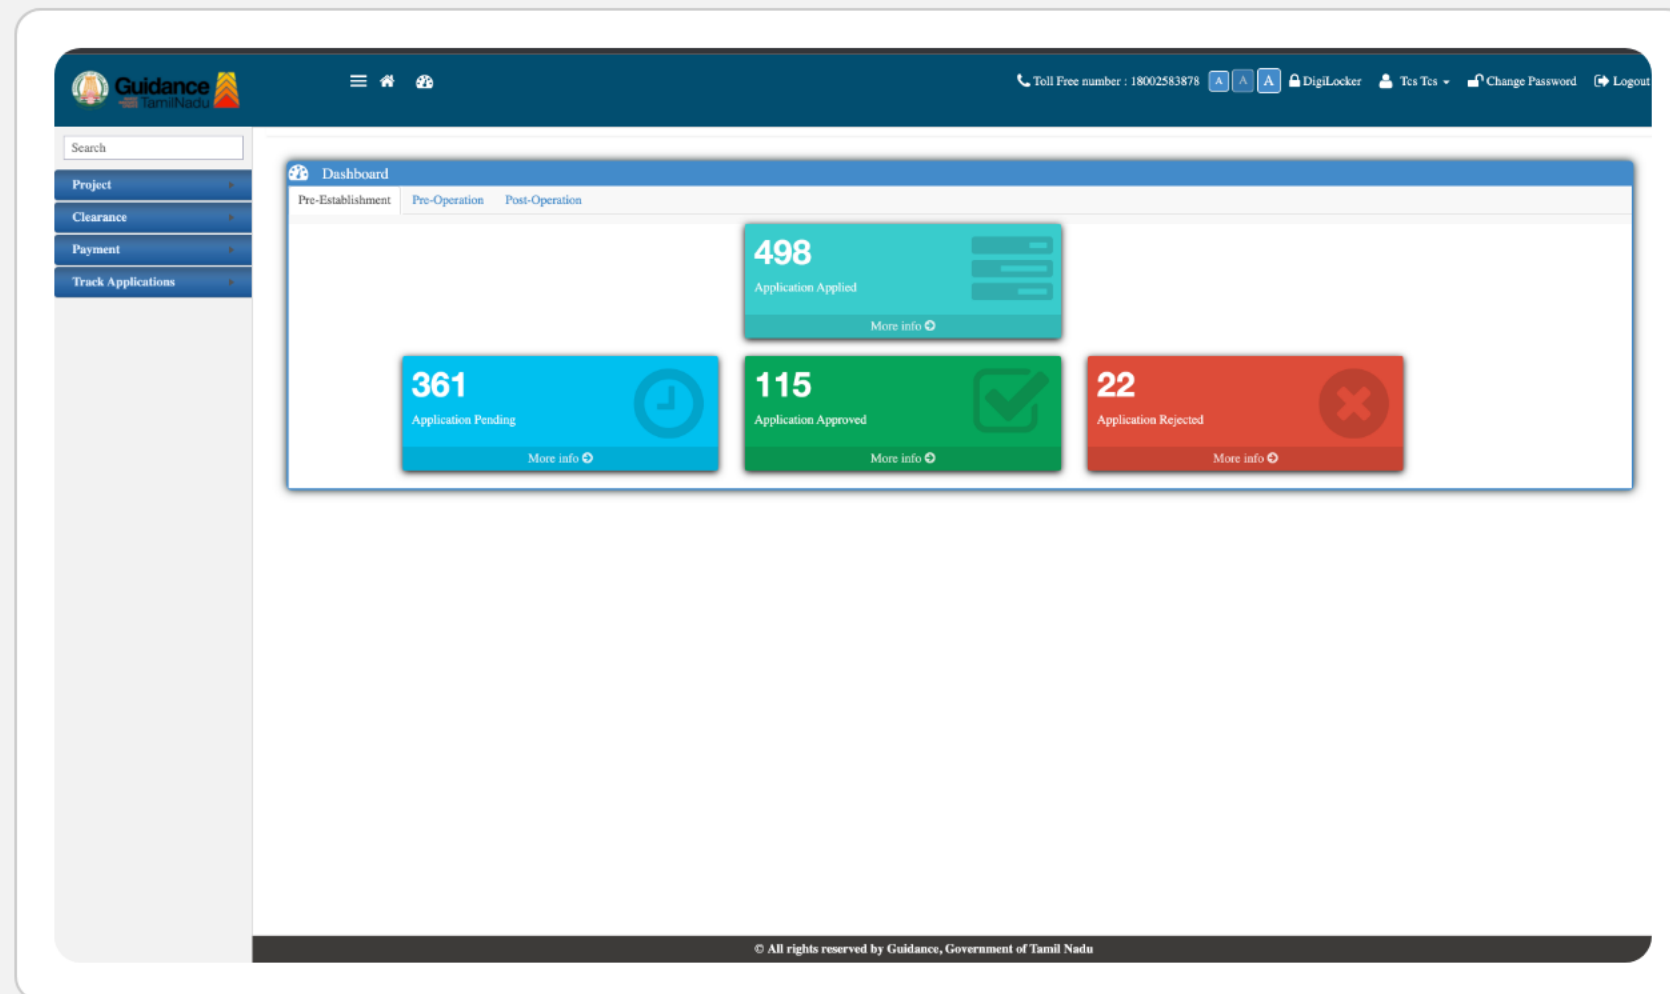 Guidance
TamilNadu
Toll Free number : 18002583878 A A A DigiLocker Tcs Tcs Change Password Logout
Search
Project
Clearance
Payment
Track Applications
Dashboard
Pre-Establishment Pre-Operation Post-Operation
498
Application Applied
More info
361
Application Pending
More info
115
Application Approved
More info
22
Application Rejected
More info
© All rights reserved by Guidance, Government of Tamil Nadu